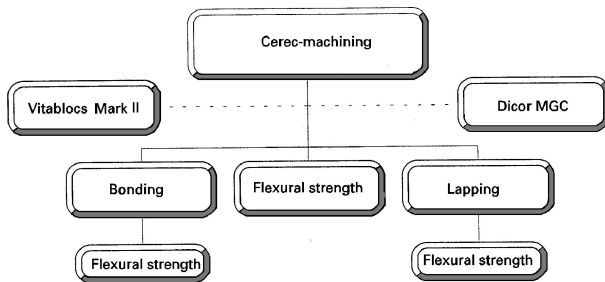 Cerec-machining
Vitablocs Mark II
Dicor MGC
Bonding
Flexural strength
Lapping
Flexural strength
Flexural strength